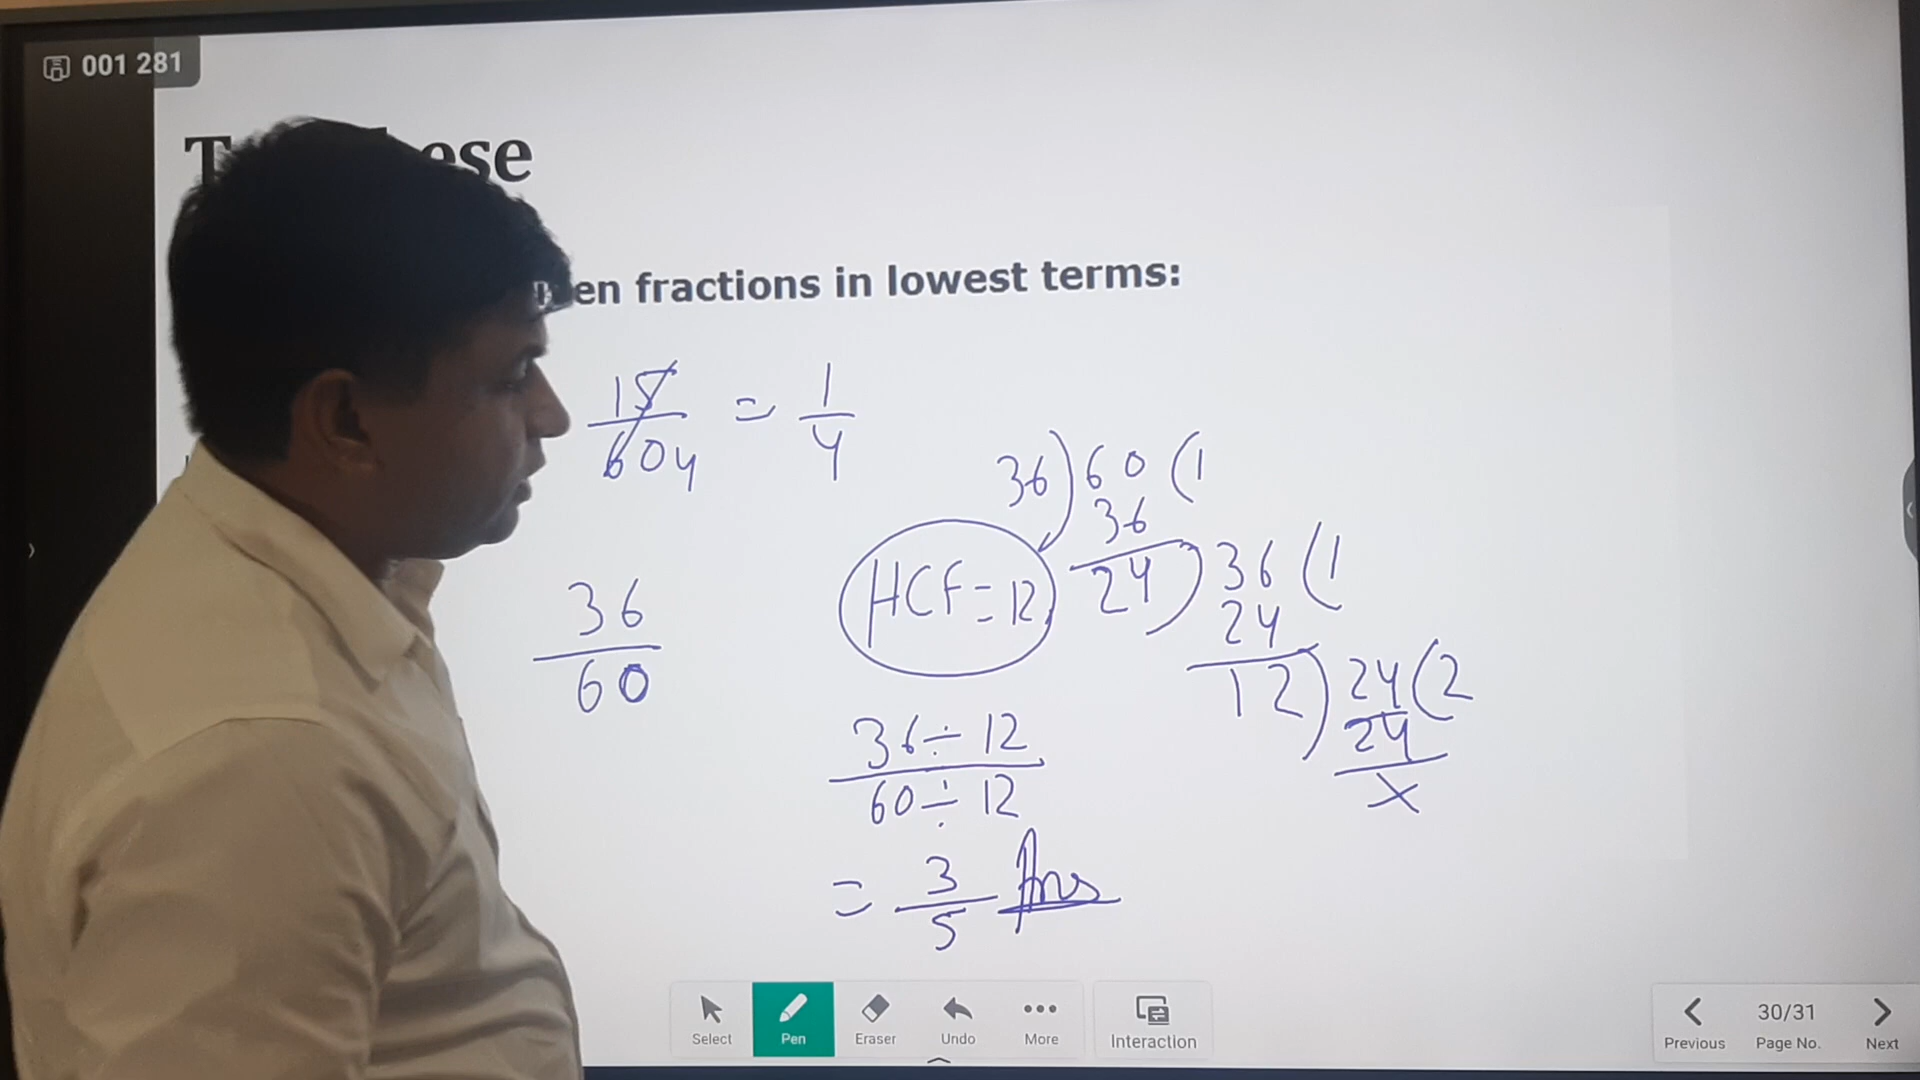 001 281
ese
en fractions in lowest terms:
15/60 4 = 1/4
36 ) 60 ( 1
36
24 ) 36 ( 1
24
12 ) 24 ( 2
24
x
HCF = 12
36/60
36 ÷ 12
60 ÷ 12
= 3/5 Ans
Select Pen Eraser Undo More Interaction
Previous 30/31 Page No. Next